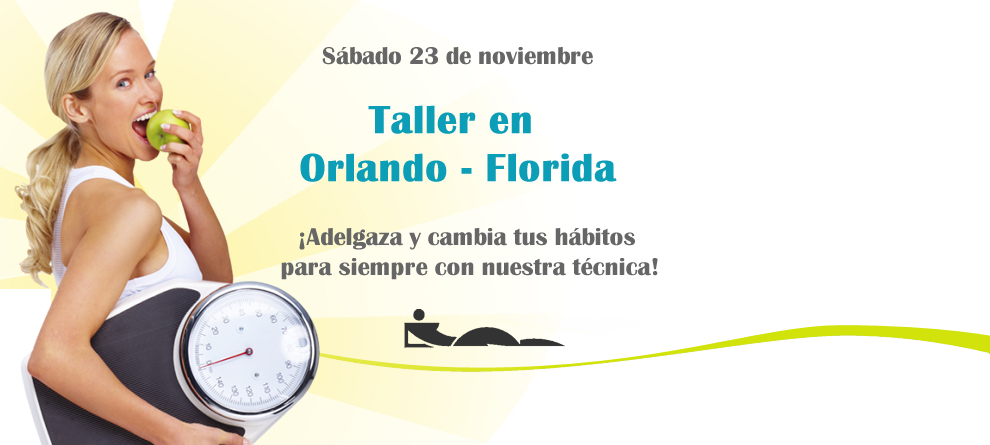 Sábado 23 de noviembre
Taller en
Orlando - Florida
¡Adelgaza y cambia tus hábitos
para siempre con nuestra técnica!